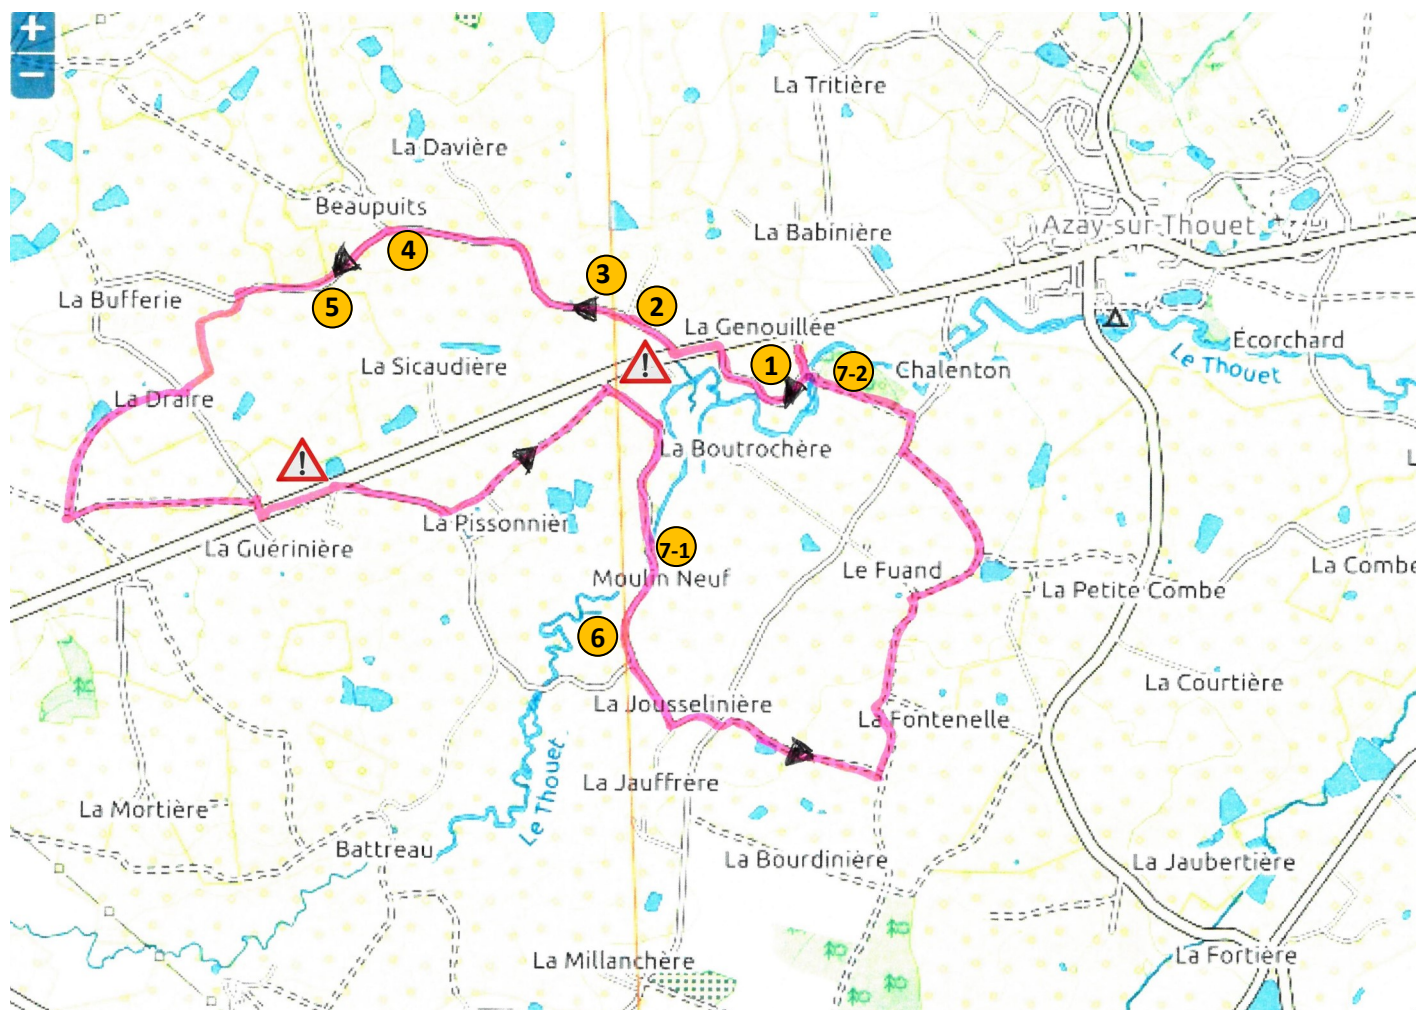 +
−
La Tritière
La Davière
Beaupuits
Azay-sur-Thouet
La Babinière
4
3
La Bufferie
5
2
La Genouillée
Écorchard
Le Thouet
La Sicaudière
!
1
7-2
Chalenton
La Draire
La Boutrochère
L
!
La Pissonnièr
La Guérinière
7-1
Moulin Neuf
Le Fuand
La Combe
La Petite Combe
6
La Courtière
La Jousselinière
La Fontenelle
Le Thouet
La Jauffrère
La Mortière
Battreau
La Bourdinière
La Jaubertière
La Millanchère
La Fortière